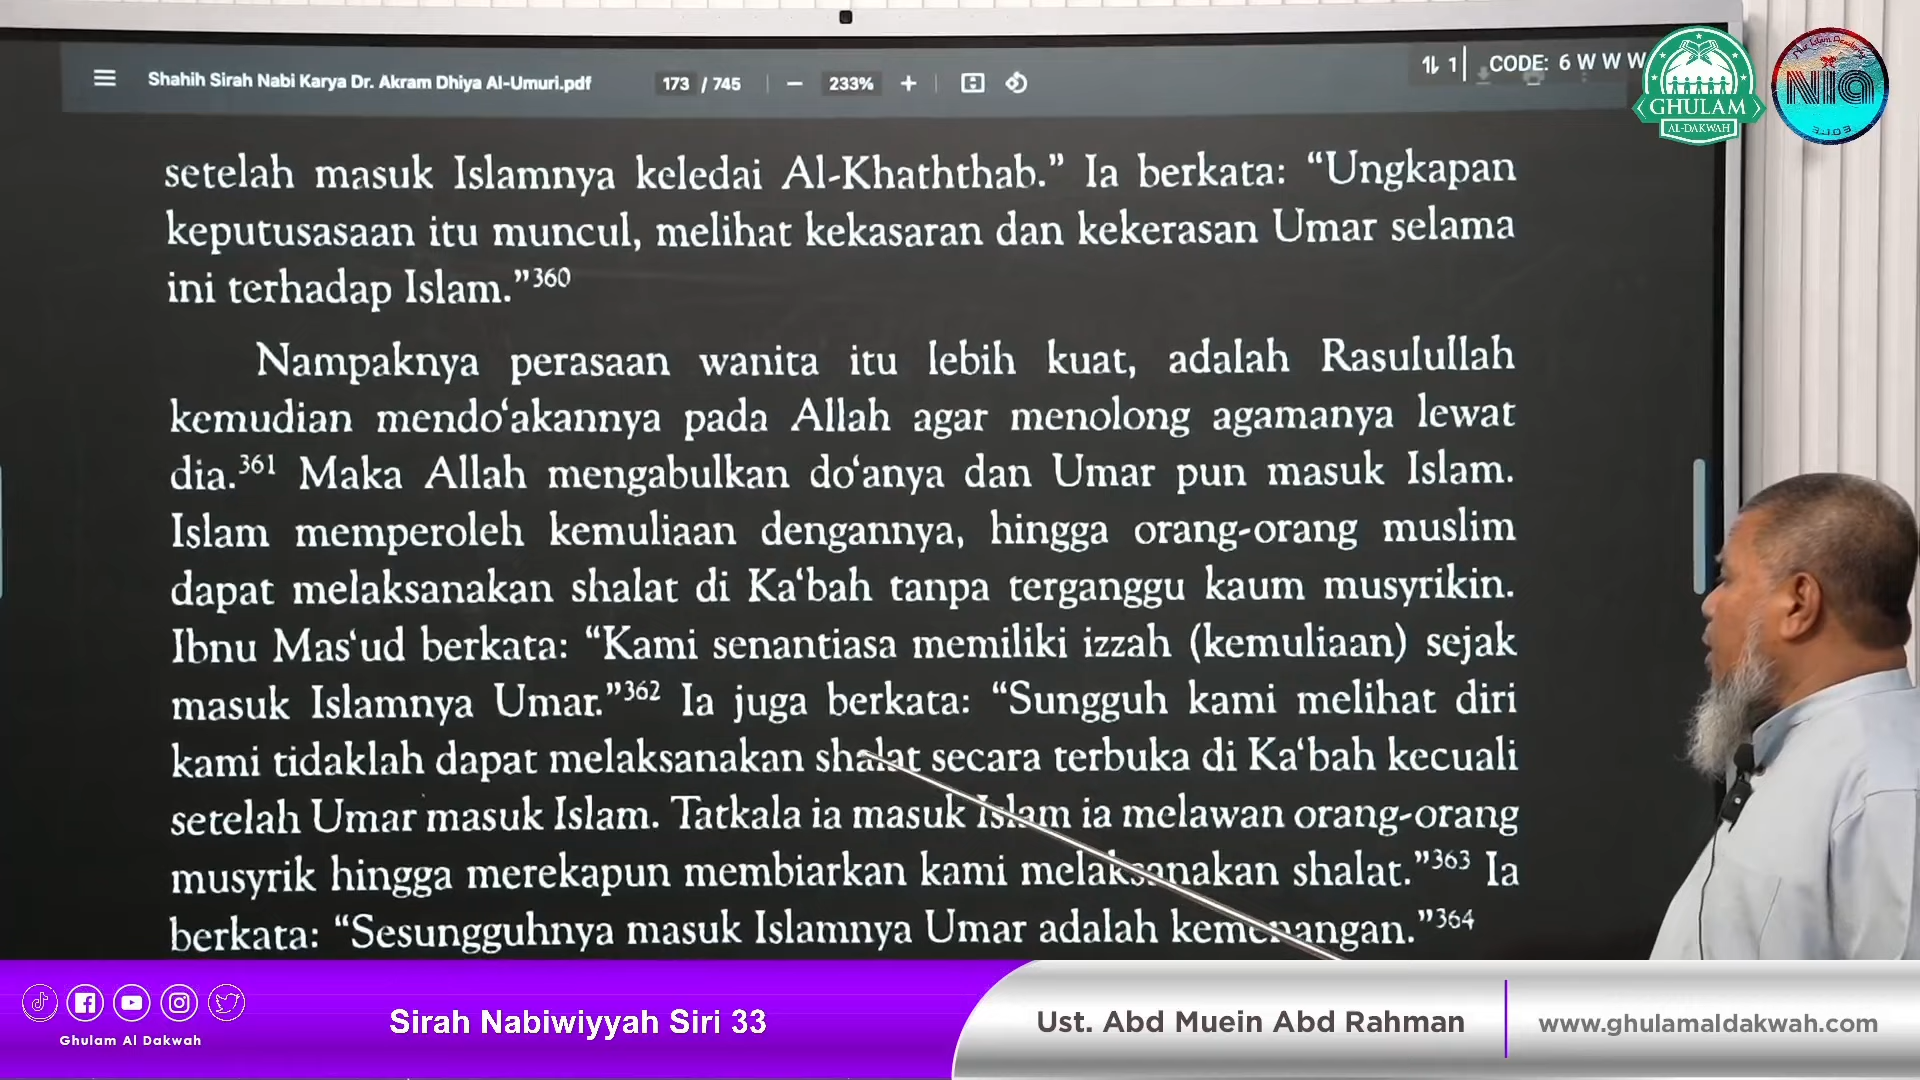 Shahih Sirah Nabi Karya Dr. Akram Dhiya Al-Umuri.pdf
173 / 745
233%
1
CODE: 6 W W W
GHULAM
AL-DAKWAH
NIA
setelah masuk Islamnya keledai Al-Khaththab.” Ia berkata: “Ungkapan
keputusasaan itu muncul, melihat kekasaran dan kekerasan Umar selama
ini terhadap Islam.”360
Nampaknya perasaan wanita itu lebih kuat, adalah Rasulullah
kemudian mendo‘akannya pada Allah agar menolong agamanya lewat
dia.361 Maka Allah mengabulkan do‘anya dan Umar pun masuk Islam.
Islam memperoleh kemuliaan dengannya, hingga orang-orang muslim
dapat melaksanakan shalat di Ka‘bah tanpa terganggu kaum musyrikin.
Ibnu Mas‘ud berkata: “Kami senantiasa memiliki izzah (kemuliaan) sejak
masuk Islamnya Umar.”362 Ia juga berkata: “Sungguh kami melihat diri
kami tidaklah dapat melaksanakan shalat secara terbuka di Ka‘bah kecuali
setelah Umar masuk Islam. Tatkala ia masuk Islam ia melawan orang-orang
musyrik hingga merekapun membiarkan kami melaksanakan shalat.”363 Ia
berkata: “Sesungguhnya masuk Islamnya Umar adalah kemenangan.”364
Ghulam Al Dakwah
Sirah Nabiwiyyah Siri 33
Ust. Abd Muein Abd Rahman
www.ghulamaldakwah.com